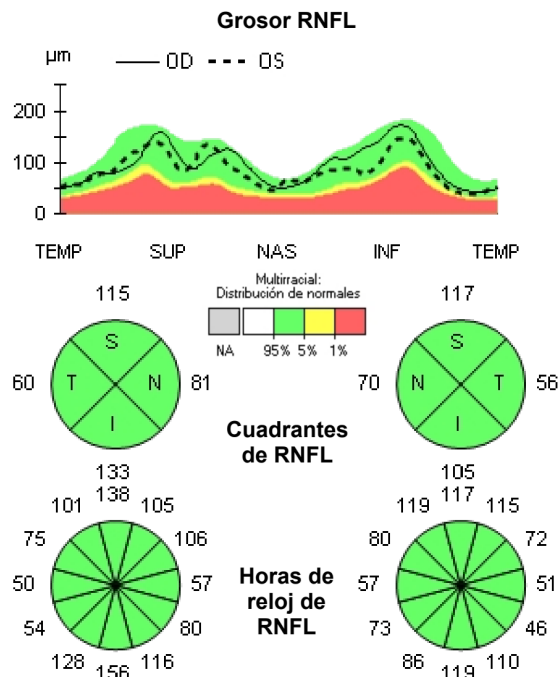 Grosor RNFL
µm
OD OS
200
100
0
TEMP SUP NAS INF TEMP
Multirracial:
Distribución de normales
NA 95% 5% 1%
115
S
60 T N 81
I
133
117
S
70 N T 56
I
105
Cuadrantes
de RNFL
138
101 105
75 106
50 57
54 80
128 116
156
117
119 115
80 72
57 51
73 46
86 110
119
Horas de
reloj de
RNFL